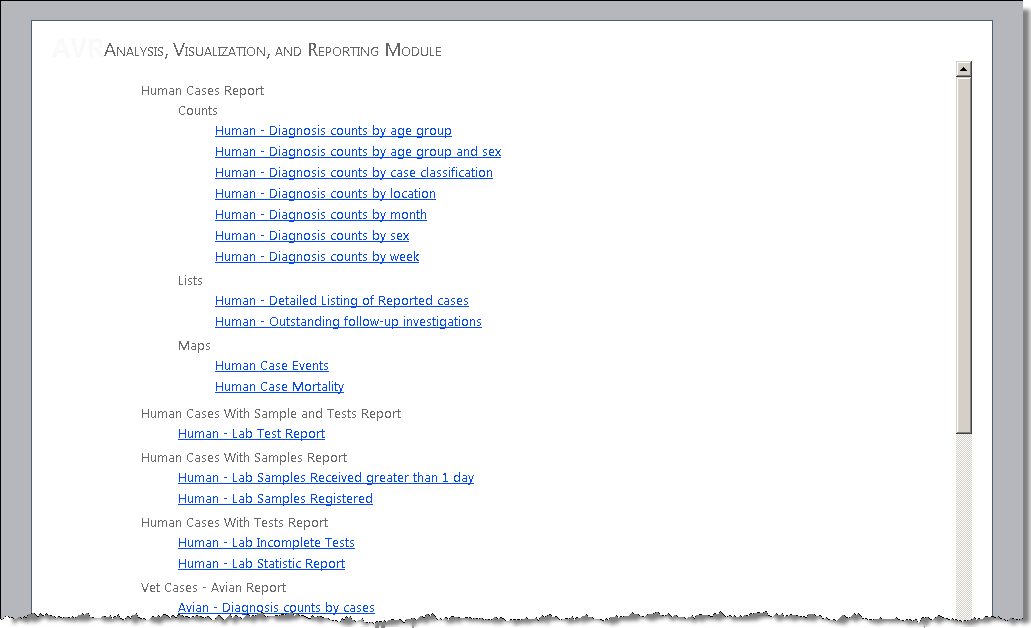 AVR Analysis, Visualization, and Reporting Module
Human Cases Report
Counts
Human - Diagnosis counts by age group
Human - Diagnosis counts by age group and sex
Human - Diagnosis counts by case classification
Human - Diagnosis counts by location
Human - Diagnosis counts by month
Human - Diagnosis counts by sex
Human - Diagnosis counts by week
Lists
Human - Detailed Listing of Reported cases
Human - Outstanding follow-up investigations
Maps
Human Case Events
Human Case Mortality
Human Cases With Sample and Tests Report
Human - Lab Test Report
Human Cases With Samples Report
Human - Lab Samples Received greater than 1 day
Human - Lab Samples Registered
Human Cases With Tests Report
Human - Lab Incomplete Tests
Human - Lab Statistic Report
Vet Cases - Avian Report
Avian - Diagnosis counts by cases